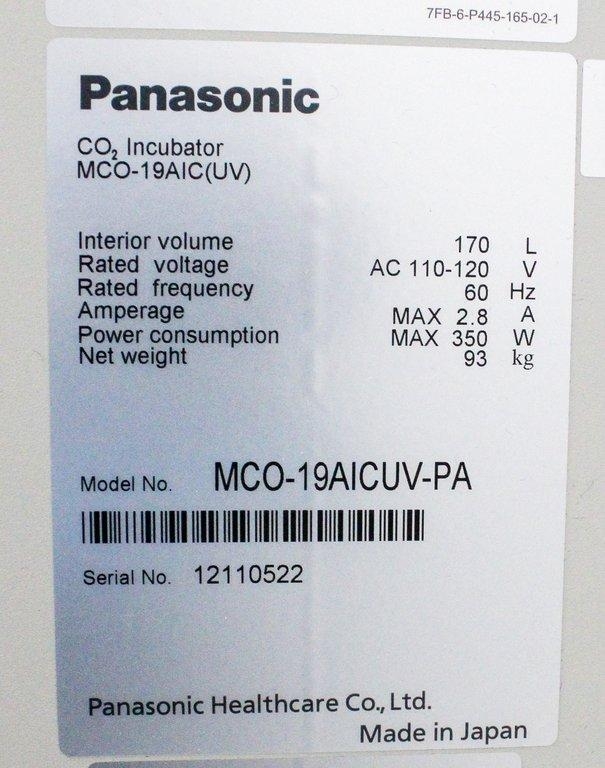 7FB-6-P445-165-02-1
Panasonic
CO₂ Incubator
MCO-19AIC(UV)
Interior volume 170 L
Rated voltage AC 110-120 V
Rated frequency 60 Hz
Amperage MAX 2.8 A
Power consumption MAX 350 W
Net weight 93 kg
Model No. MCO-19AICUV-PA
Serial No. 12110522
Panasonic Healthcare Co., Ltd.
Made in Japan